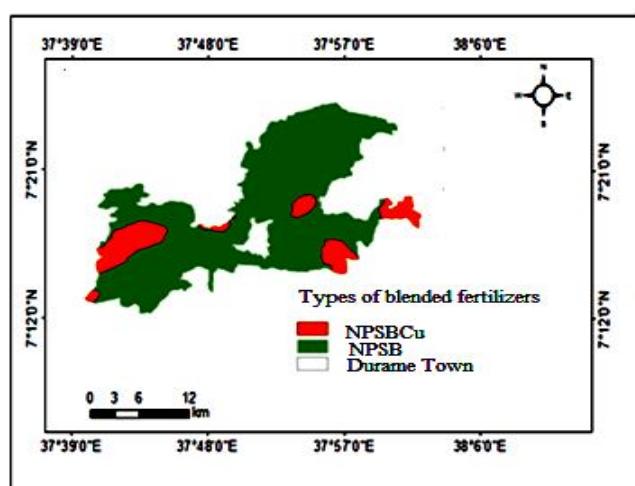 37°39'0"E 37°48'0"E 37°57'0"E 38°6'0"E
N
W E
S
7°21'0"N 7°21'0"N
Types of blended fertilizers
NPSBCu
NPSB
Durame Town
7°12'0"N 7°12'0"N
0 3 6 12
km
37°39'0"E 37°48'0"E 37°57'0"E 38°6'0"E